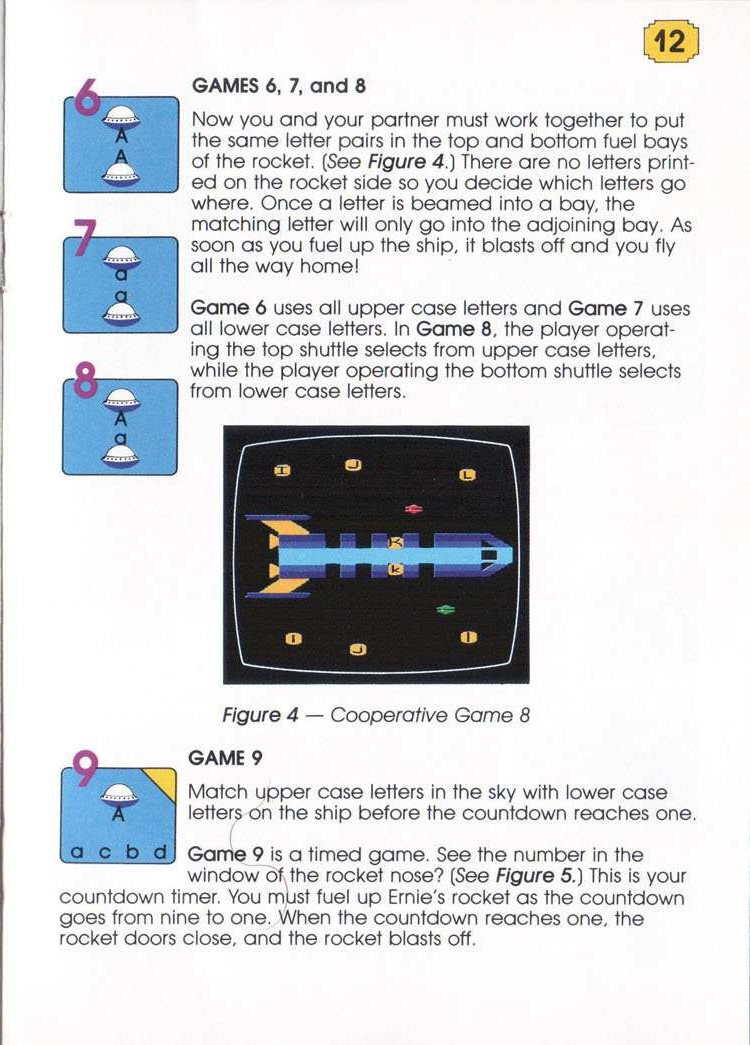 12
GAMES 6, 7, and 8
6
A
A
Now you and your partner must work together to put
the same letter pairs in the top and bottom fuel bays
of the rocket. (See Figure 4.) There are no letters print-
ed on the rocket side so you decide which letters go
where. Once a letter is beamed into a bay, the
matching letter will only go into the adjoining bay. As
soon as you fuel up the ship, it blasts off and you fly
all the way home!
7
a
a
Game 6 uses all upper case letters and Game 7 uses
all lower case letters. In Game 8, the player operat-
ing the top shuttle selects from upper case letters,
while the player operating the bottom shuttle selects
from lower case letters.
8
A
a
I J L
K
k
i j l
Figure 4 — Cooperative Game 8
9
A
a c b d
GAME 9
Match upper case letters in the sky with lower case
letters on the ship before the countdown reaches one.
Game 9 is a timed game. See the number in the
window of the rocket nose? (See Figure 5.) This is your
countdown timer. You must fuel up Ernie's rocket as the countdown
goes from nine to one. When the countdown reaches one, the
rocket doors close, and the rocket blasts off.